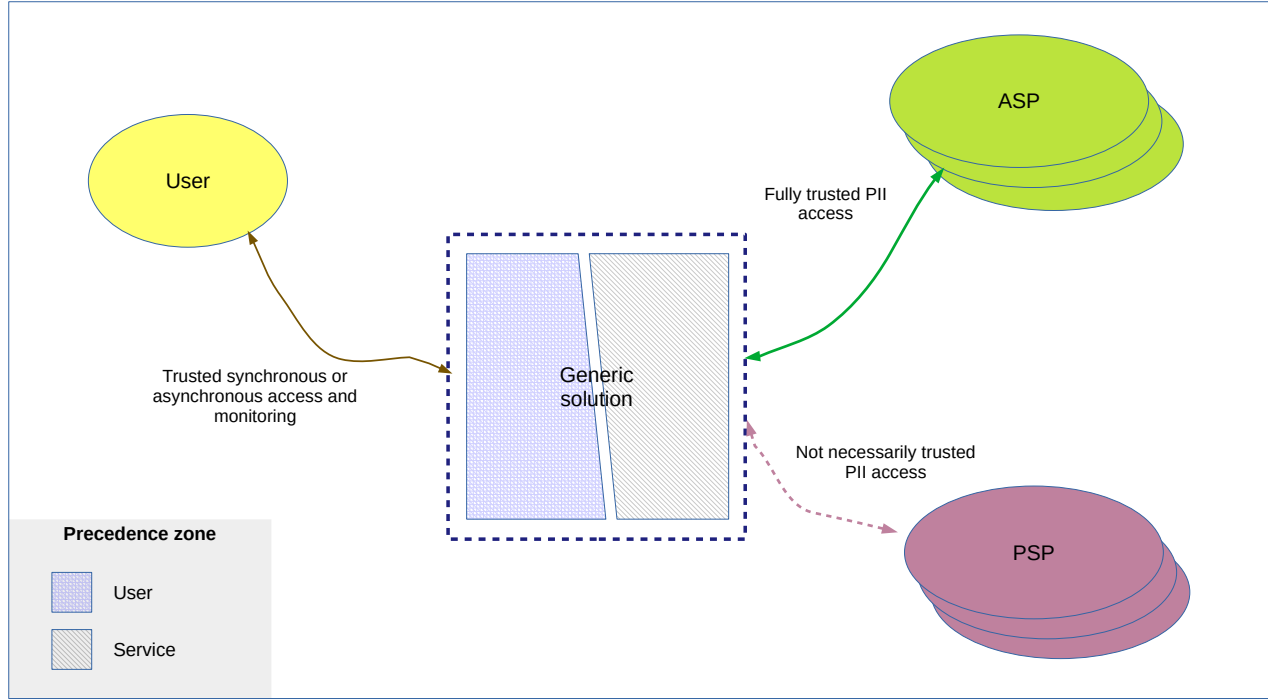 ASP
User
Fully trusted PII
access
Trusted synchronous or
asynchronous access and
monitoring
Generic
solution
Not necessarily trusted
PII access
PSP
Precedence zone
User
Service